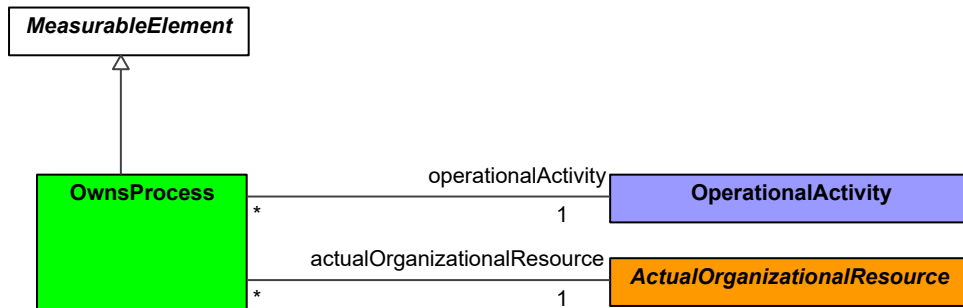 MeasurableElement
operationalActivity
OwnsProcess
OperationalActivity
*
1
actualOrganizationalResource
ActualOrganizationalResource
*
1